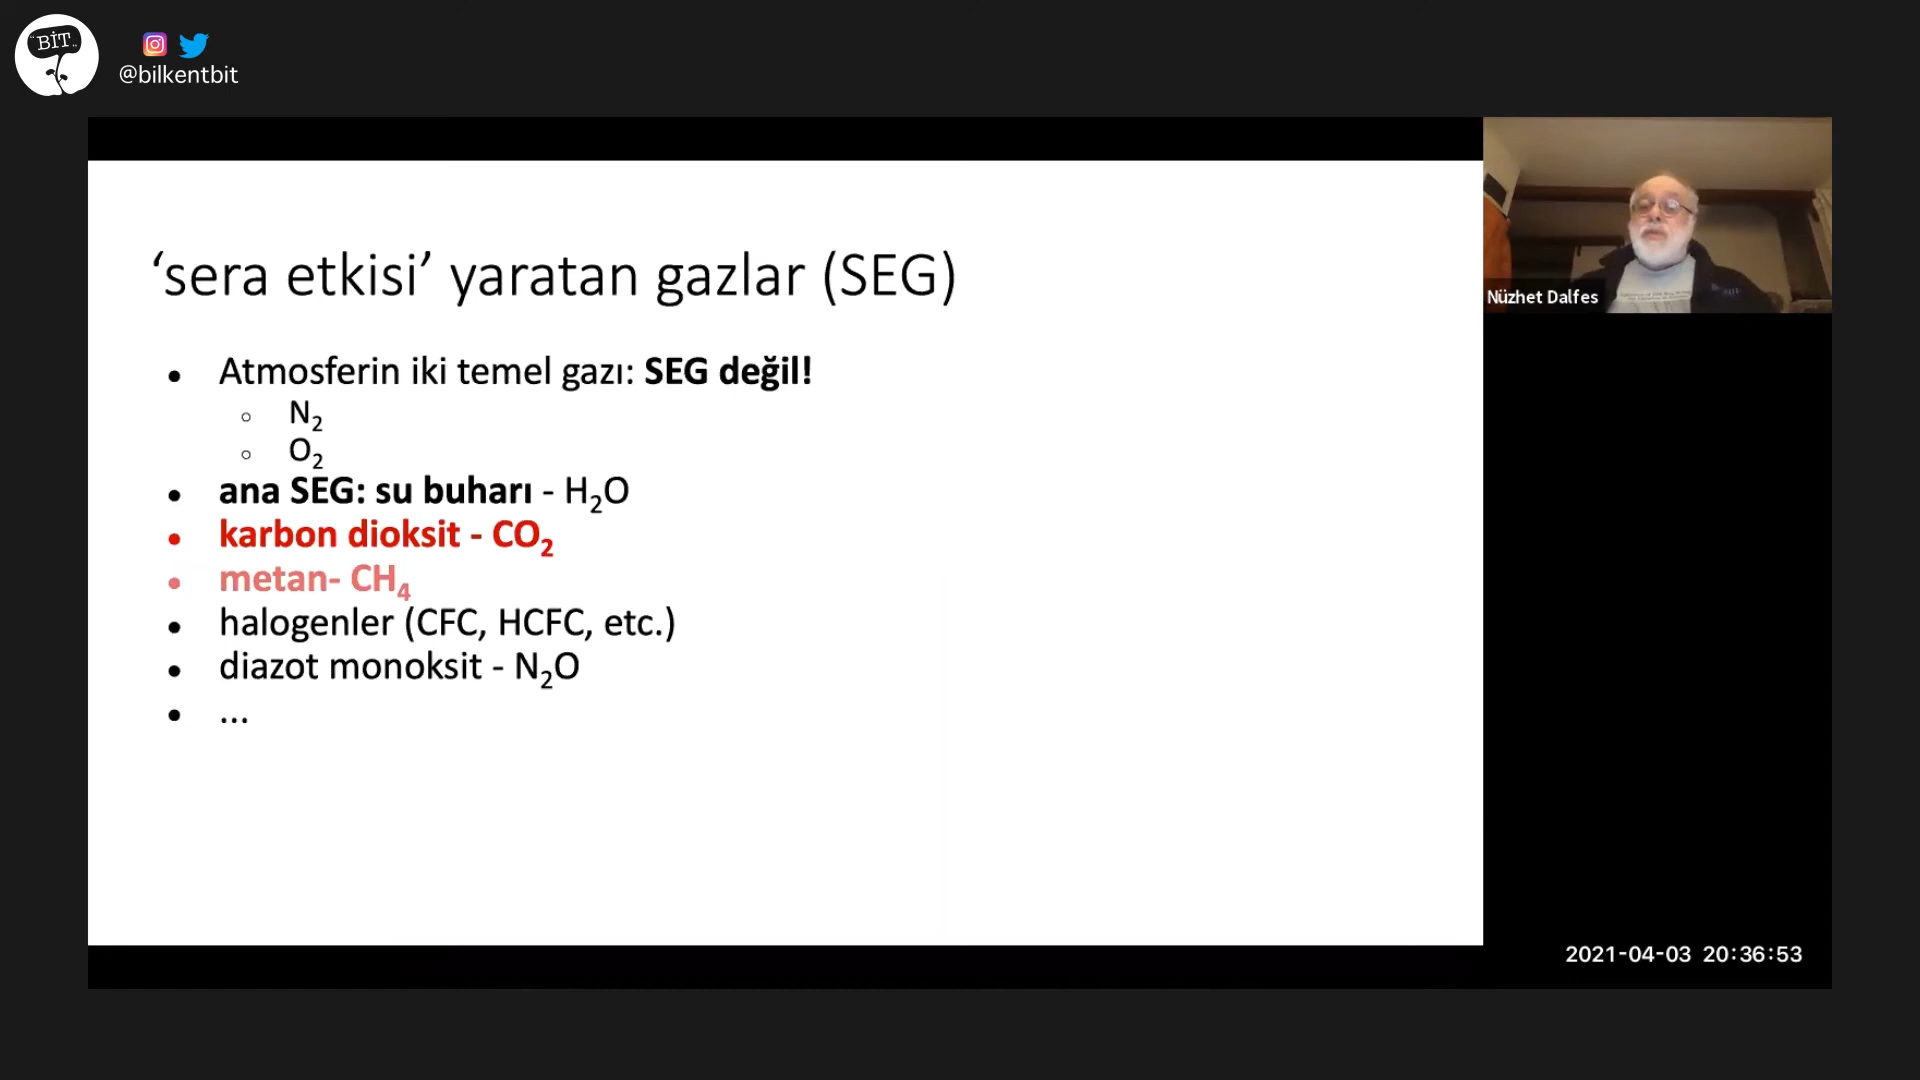 BİT
@bilkentbit
‘sera etkisi’ yaratan gazlar (SEG)
• Atmosferin iki temel gazı: SEG değil!
○ N₂
○ O₂
• ana SEG: su buharı - H₂O
• karbon dioksit - CO₂
• metan- CH₄
• halogenler (CFC, HCFC, etc.)
• diazot monoksit - N₂O
• ...
Nüzhet Dalfes
2021-04-03 20:36:53